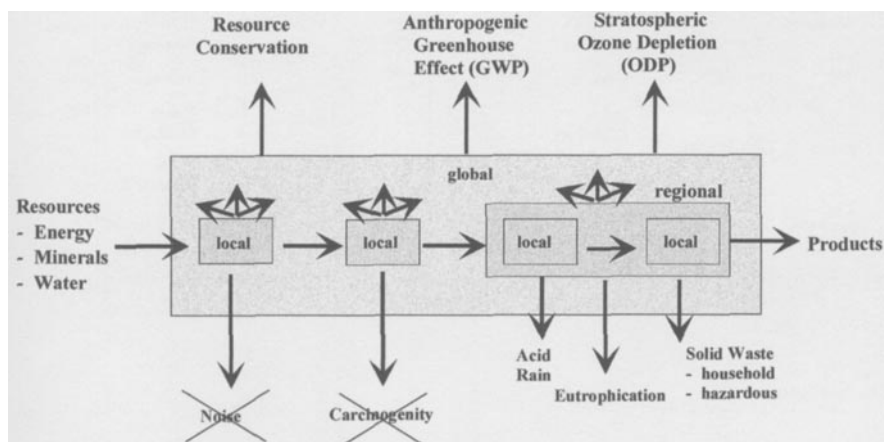 Resource
Conservation
Anthropogenic
Greenhouse
Effect (GWP)
Stratospheric
Ozone Depletion
(ODP)
global
regional
Resources
- Energy
- Minerals
- Water
local
local
local
local
Products
Noise
Carcinogenity
Acid
Rain
Eutrophication
Solid Waste
- household
- hazardous